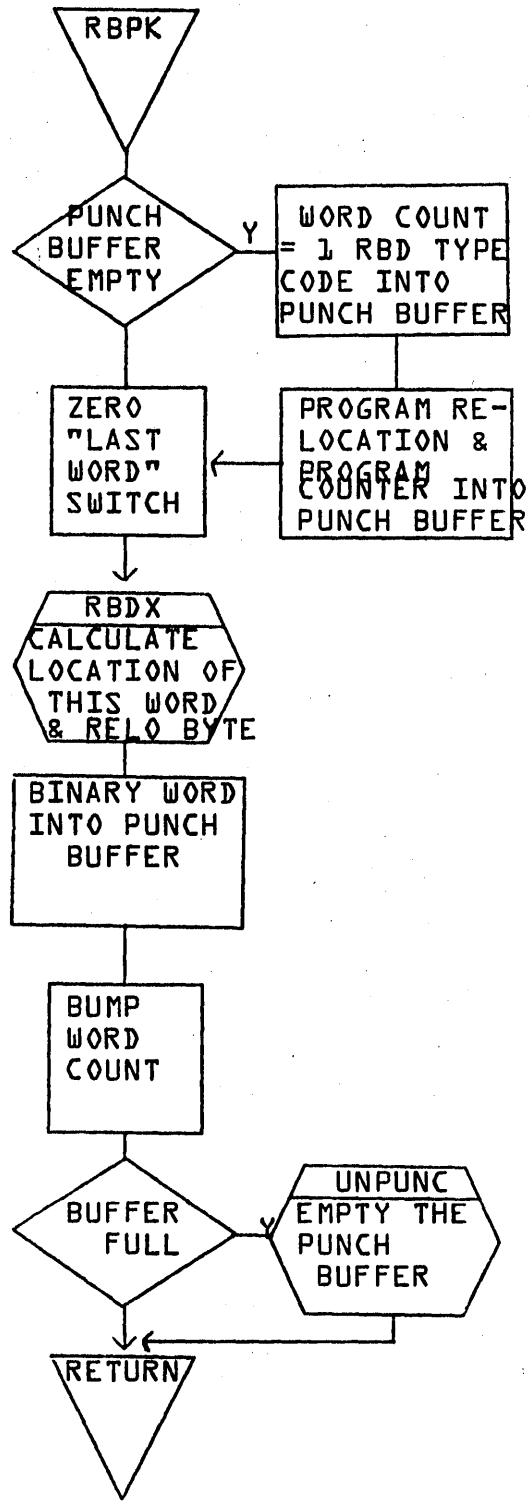 RBPK
PUNCH
BUFFER
EMPTY
Y
WORD COUNT
= 1 RBD TYPE
CODE INTO
PUNCH BUFFER
PROGRAM RE-
LOCATION &
PROGRAM
COUNTER INTO
PUNCH BUFFER
ZERO
"LAST
WORD"
SWITCH
RBDX
CALCULATE
LOCATION OF
THIS WORD
& RELO BYTE
BINARY WORD
INTO PUNCH
BUFFER
BUMP
WORD
COUNT
BUFFER
FULL
Y
UNPUNC
EMPTY THE
PUNCH
BUFFER
RETURN